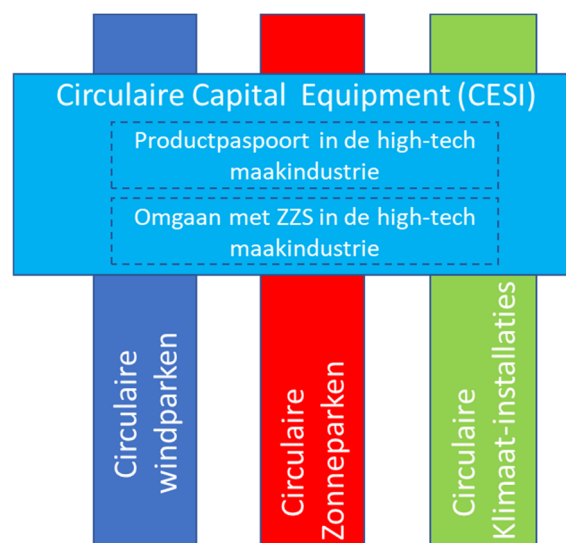 Circulaire Capital Equipment (CESI)
Productpaspoort in de high-tech
maakindustrie
Omgaan met ZZS in de high-tech
maakindustrie
Circulaire
windparken
Circulaire
Zonneparken
Circulaire
Klimaat-installaties